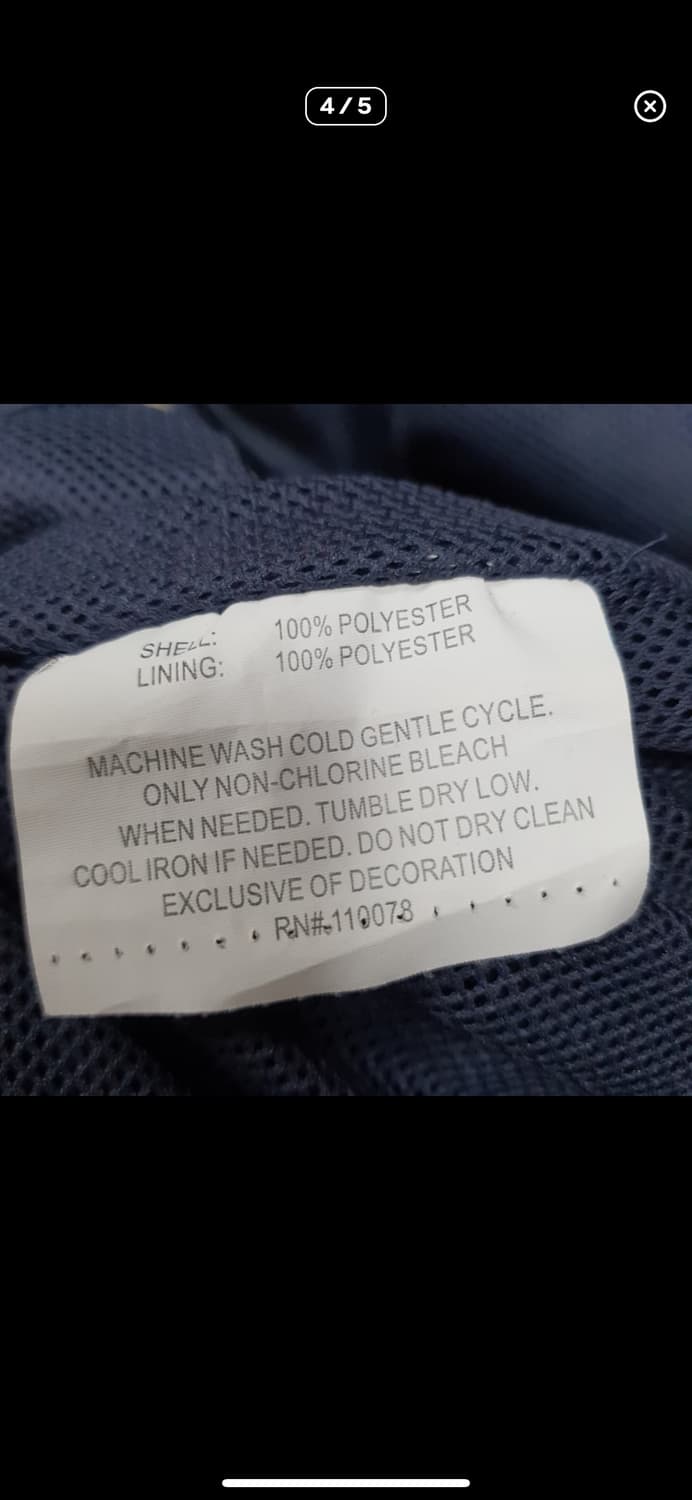 4/5
SHELL: 100% POLYESTER
LINING: 100% POLYESTER
MACHINE WASH COLD GENTLE CYCLE.
ONLY NON-CHLORINE BLEACH
WHEN NEEDED. TUMBLE DRY LOW.
COOL IRON IF NEEDED. DO NOT DRY CLEAN
EXCLUSIVE OF DECORATION
RN# 110078